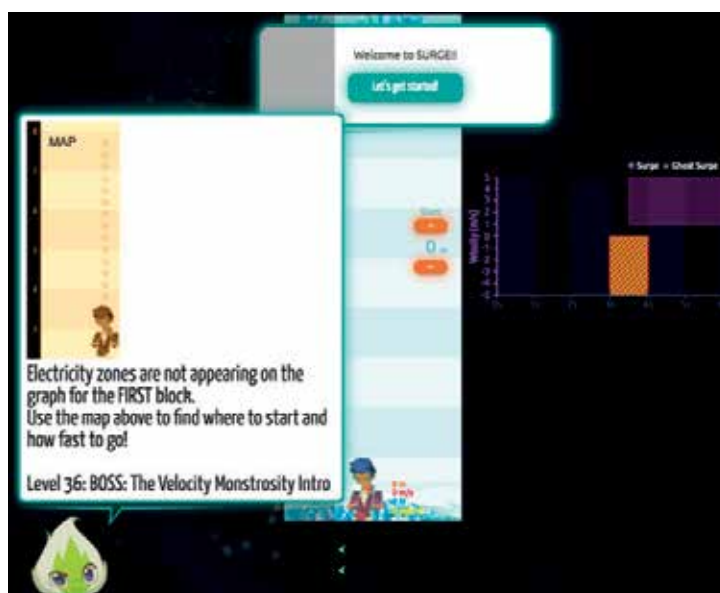 Welcome to SURGE!!
Let's get started!
MAP
Electricity zones are not appearing on the
graph for the FIRST block.
Use the map above to find where to start and
how fast to go!
Level 36: BOSS: The Velocity Monstrosity Intro
Start
0
Surge Ghost Surge
Velocity (m/s)